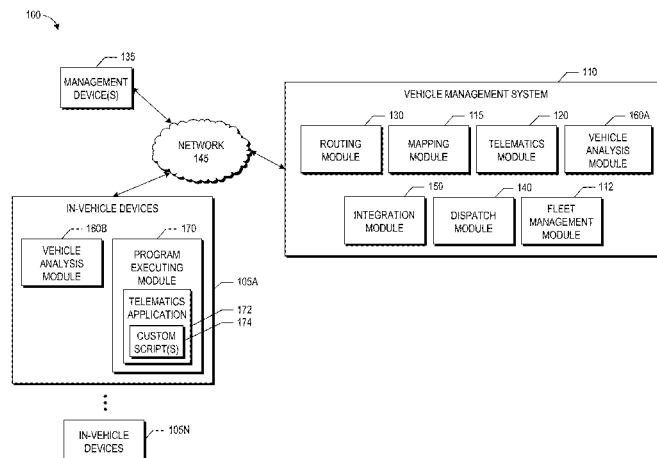 100
135
MANAGEMENT
DEVICE(S)
NETWORK
145
110
VEHICLE MANAGEMENT SYSTEM
130
ROUTING
MODULE
115
MAPPING
MODULE
120
TELEMATICS
MODULE
160A
VEHICLE
ANALYSIS
MODULE
150
INTEGRATION
MODULE
140
DISPATCH
MODULE
112
FLEET
MANAGEMENT
MODULE
IN-VEHICLE DEVICES
160B
VEHICLE
ANALYSIS
MODULE
170
PROGRAM
EXECUTING
MODULE
105A
TELEMATICS
APPLICATION
172
174
CUSTOM
SCRIPT(S)
105N
IN-VEHICLE
DEVICES